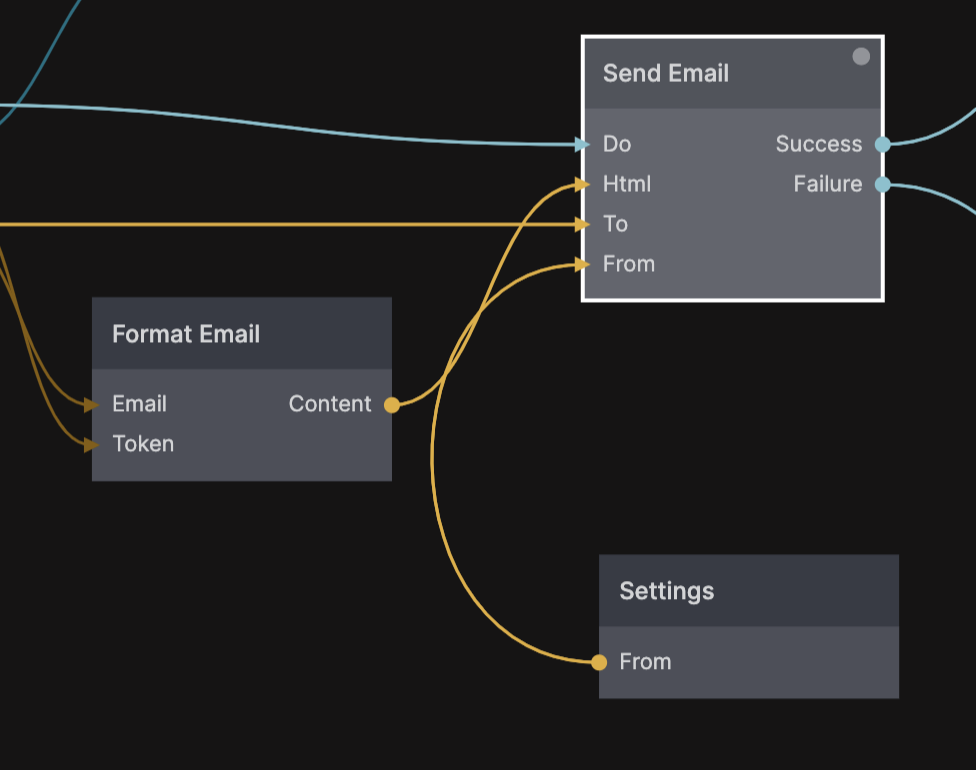 Send Email
Do
Success
Html
Failure
To
From
Format Email
Email
Content
Token
Settings
From